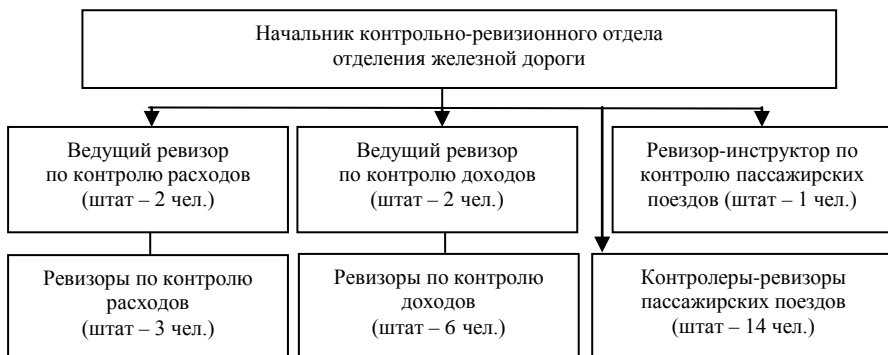 Начальник контрольно-ревизионного отдела
отделения железной дороги
Ведущий ревизор
по контролю расходов
(штат – 2 чел.)
Ведущий ревизор
по контролю доходов
(штат – 2 чел.)
Ревизор-инструктор по
контролю пассажирских
поездов (штат – 1 чел.)
Ревизоры по контролю
расходов
(штат – 3 чел.)
Ревизоры по контролю
доходов
(штат – 6 чел.)
Контролеры-ревизоры
пассажирских поездов
(штат – 14 чел.)